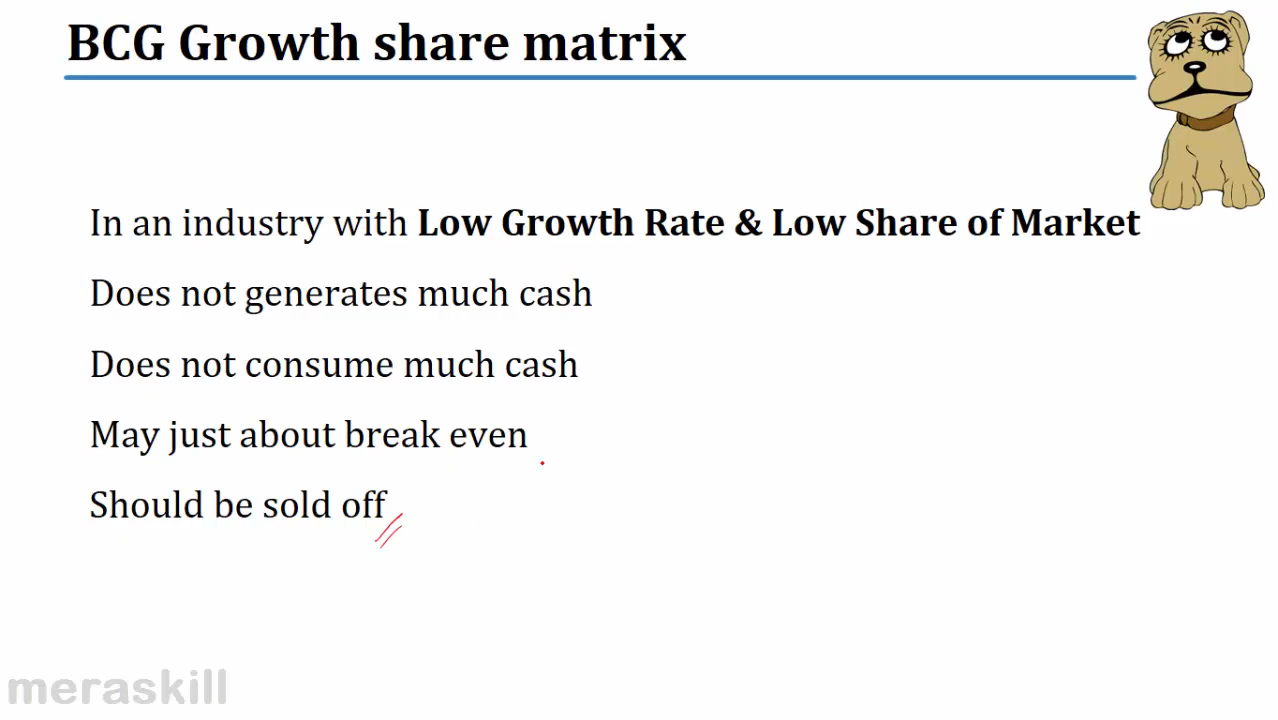 BCG Growth share matrix
In an industry with Low Growth Rate & Low Share of Market
Does not generates much cash
Does not consume much cash
May just about break even
Should be sold off
meraskill